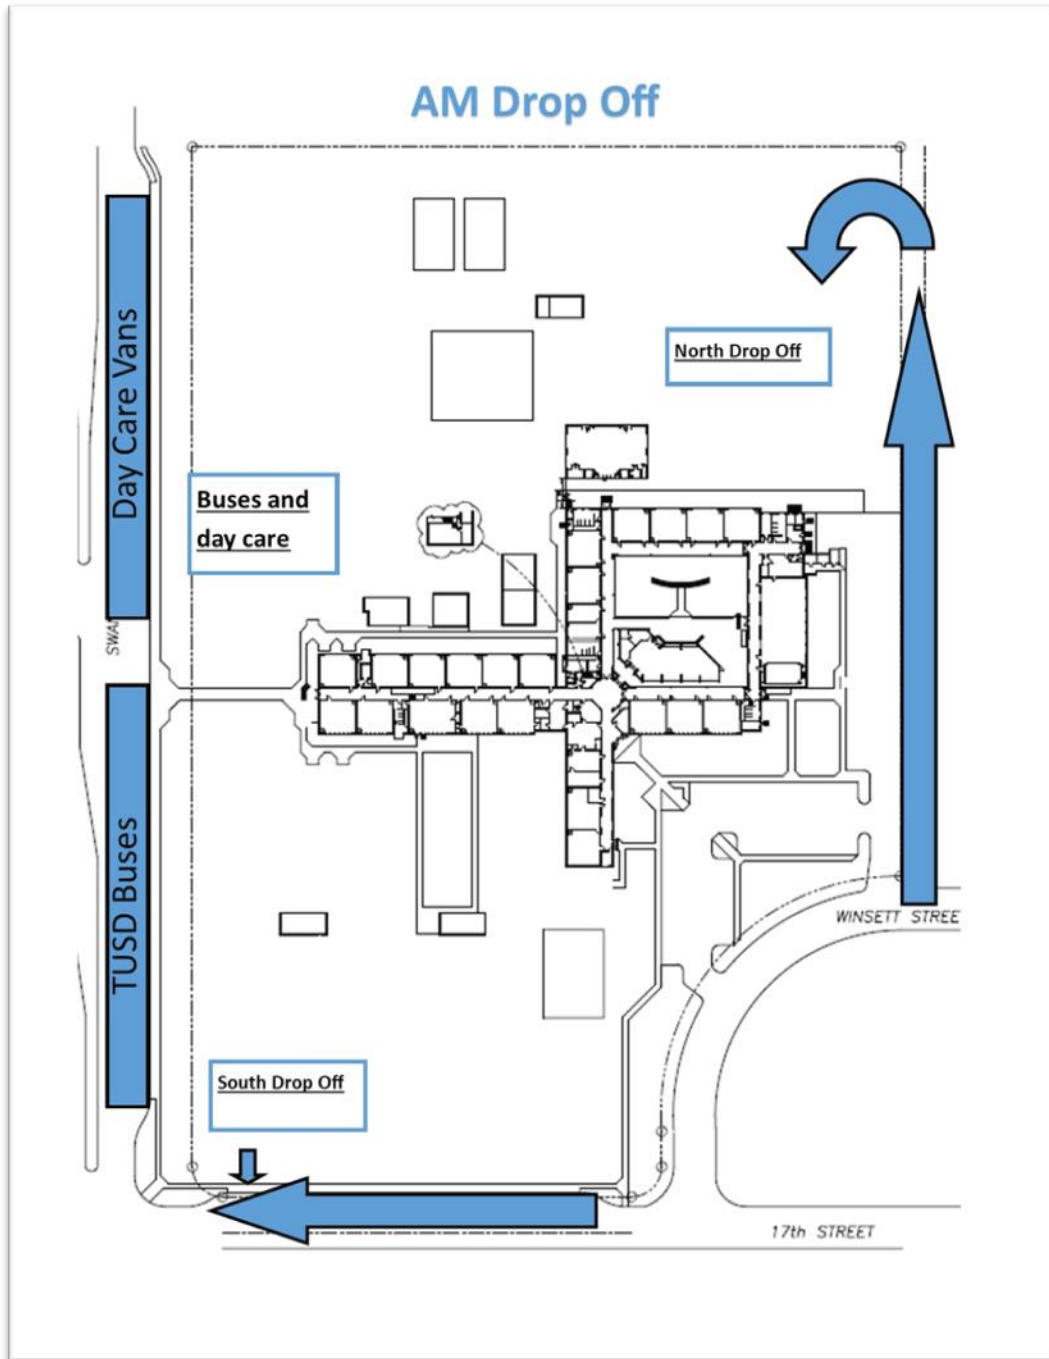 AM Drop Off
Day Care Vans
North Drop Off
Buses and
day care
SWA
TUSD Buses
WINSETT STREE
South Drop Off
17th STREET